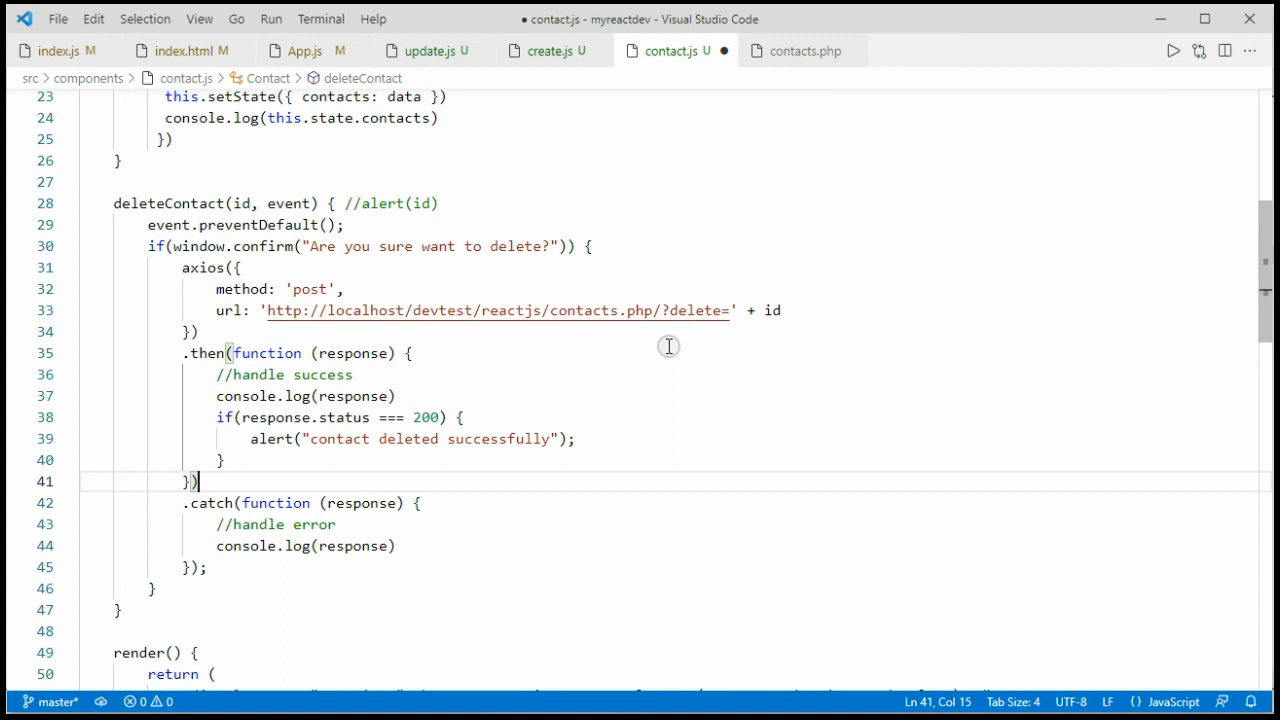 File Edit Selection View Go Run Terminal Help ● contact.js - myreactdev - Visual Studio Code
index.js M index.html M App.js M update.js U create.js U contact.js U ● contacts.php
src > components > contact.js > Contact > deleteContact
23 this.setState({ contacts: data })
24 console.log(this.state.contacts)
25 })
26 }
27
28 deleteContact(id, event) { //alert(id)
29 event.preventDefault();
30 if(window.confirm("Are you sure want to delete?")) {
31 axios({
32 method: 'post',
33 url: 'http://localhost/devtest/reactjs/contacts.php/?delete=' + id
34 })
35 .then(function (response) {
36 //handle success
37 console.log(response)
38 if(response.status === 200) {
39 alert("contact deleted successfully");
40 }
41 })
42 .catch(function (response) {
43 //handle error
44 console.log(response)
45 });
46 }
47 }
48
49 render() {
50 return (
master* 0 0 Ln 41, Col 15 Tab Size: 4 UTF-8 LF {} JavaScript